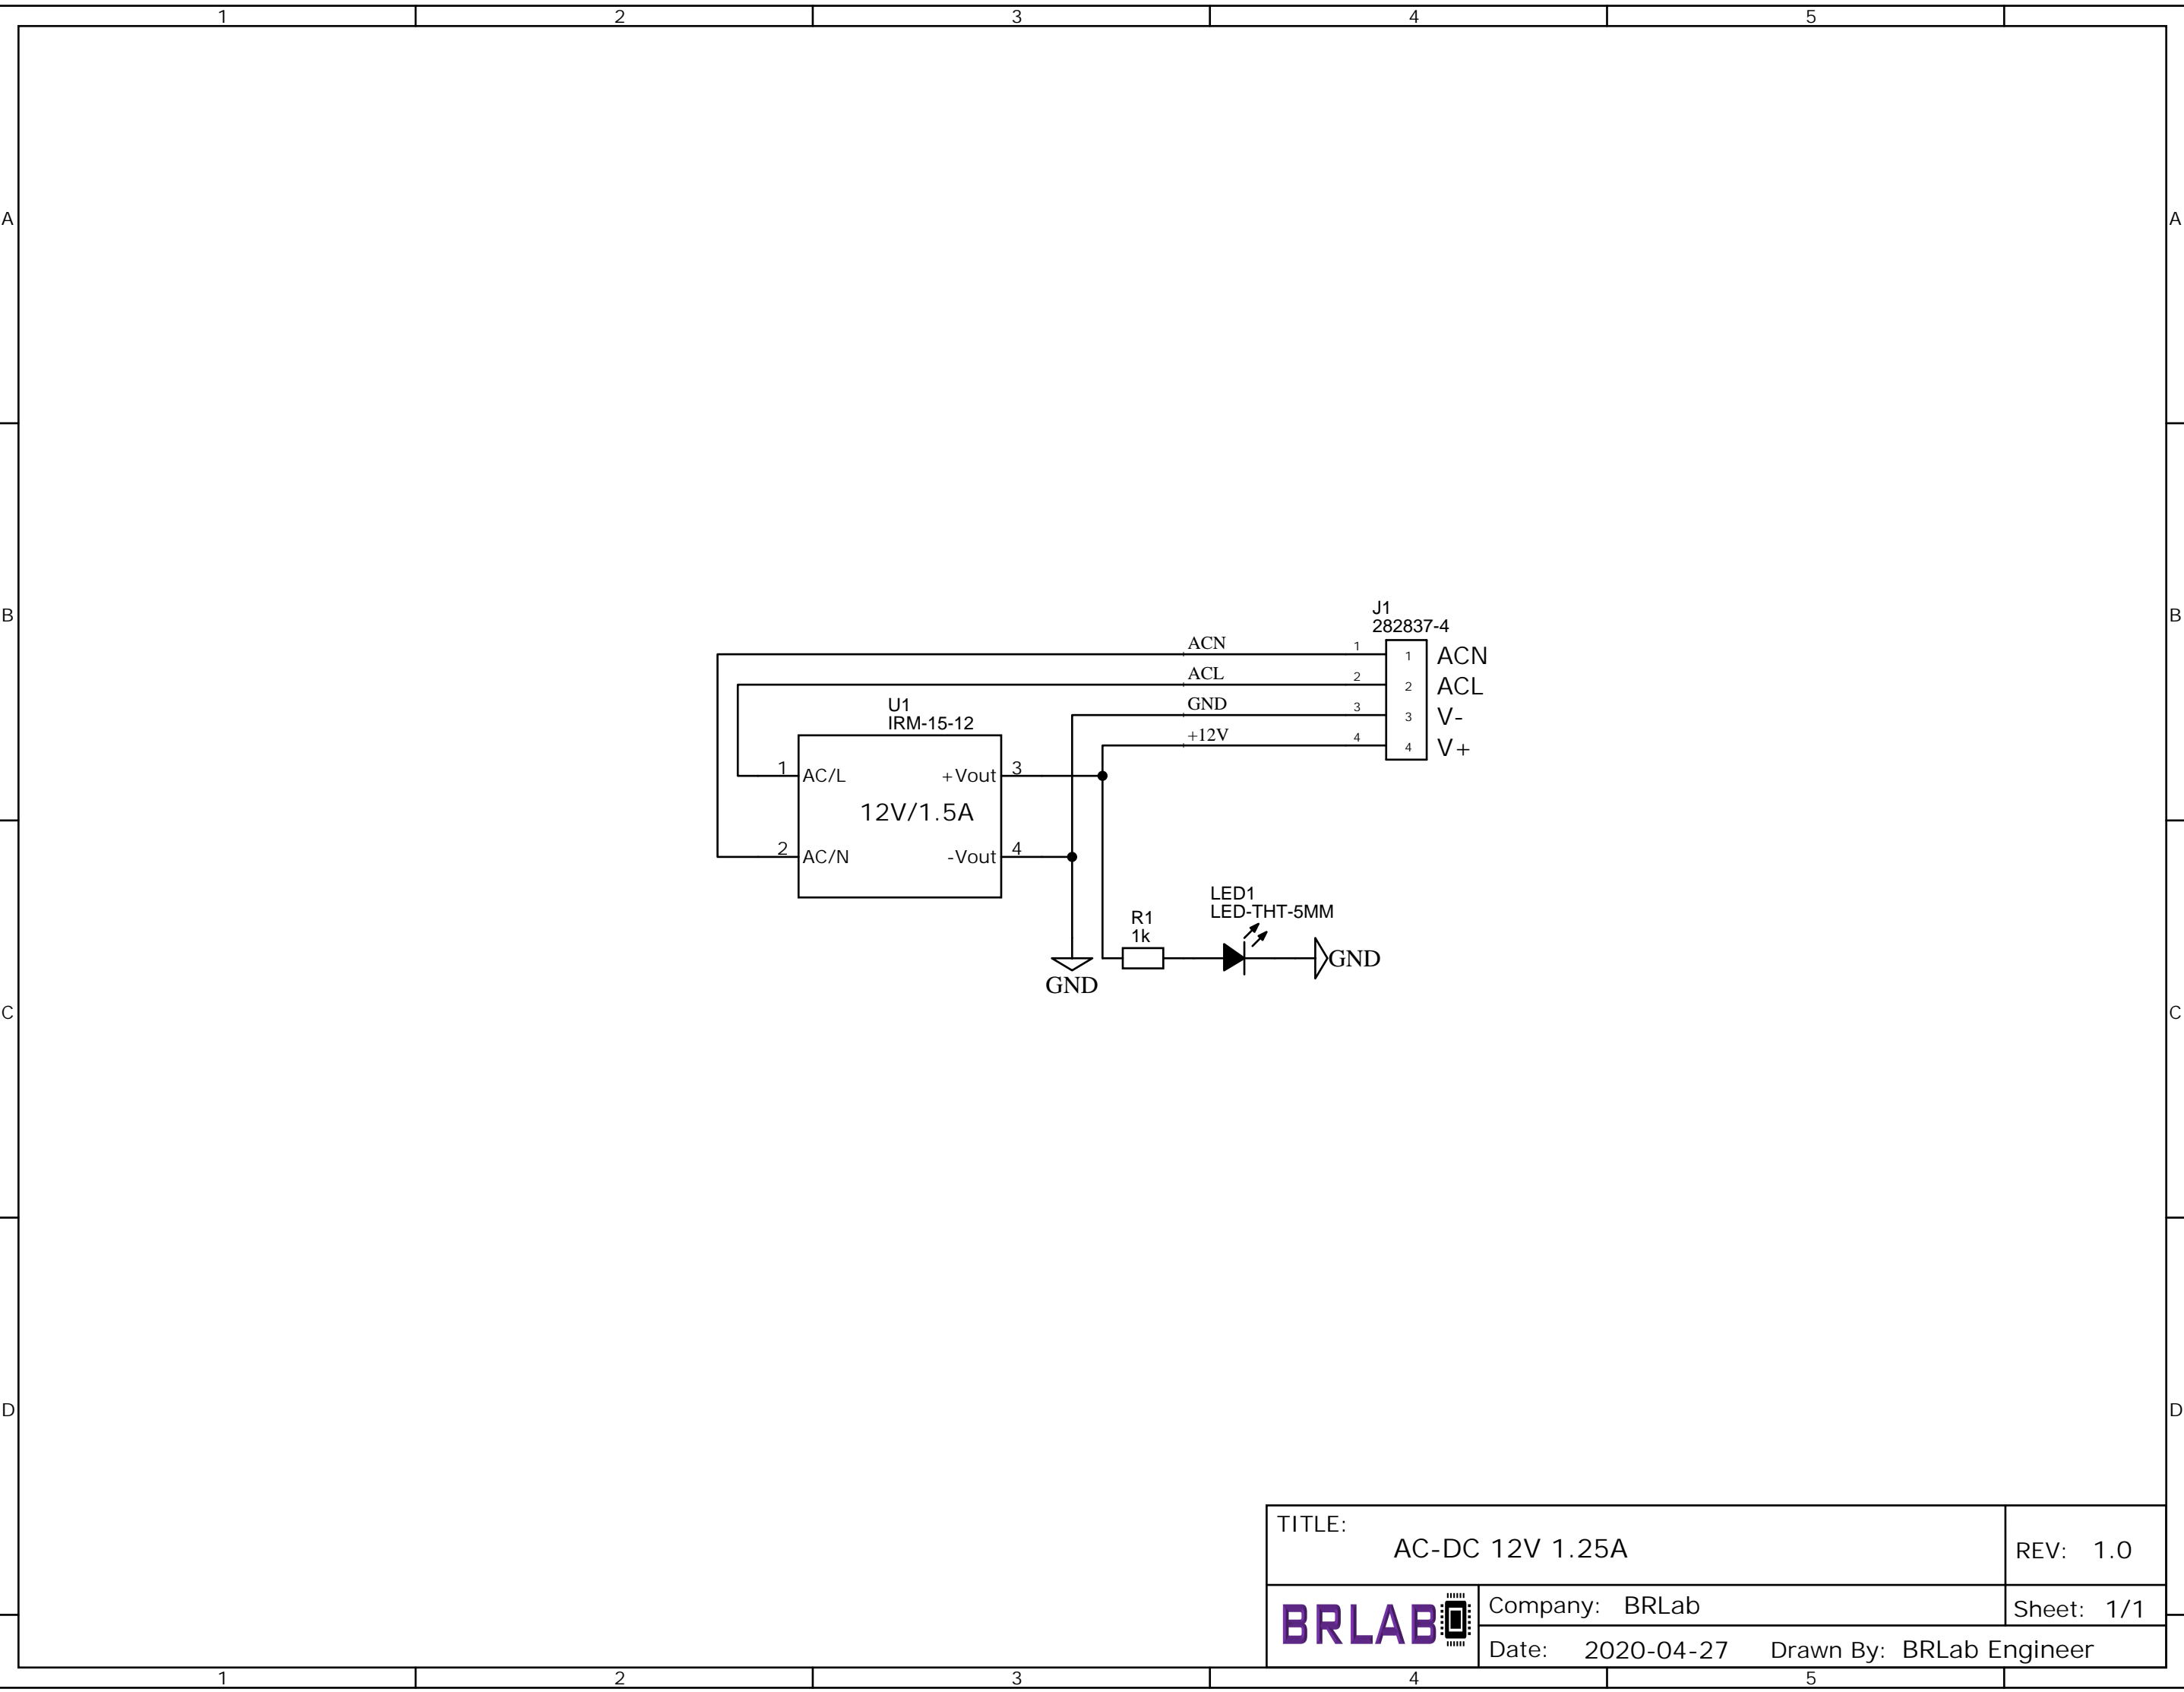 1 2 3 4 5
A A
B B
J1
282837-4
ACN 1 1 ACN
ACL 2 2 ACL
GND 3 3 V-
+12V 4 4 V+
U1
IRM-15-12
1 AC/L +Vout 3
12V/1.5A
2 AC/N -Vout 4
LED1
LED-THT-5MM
R1
1k
GND
GND
C C
D D
TITLE:
AC-DC 12V 1.25A
REV: 1.0
BRLAB
Company: BRLab
Sheet: 1/1
Date: 2020-04-27 Drawn By: BRLab Engineer
1 2 3 4 5